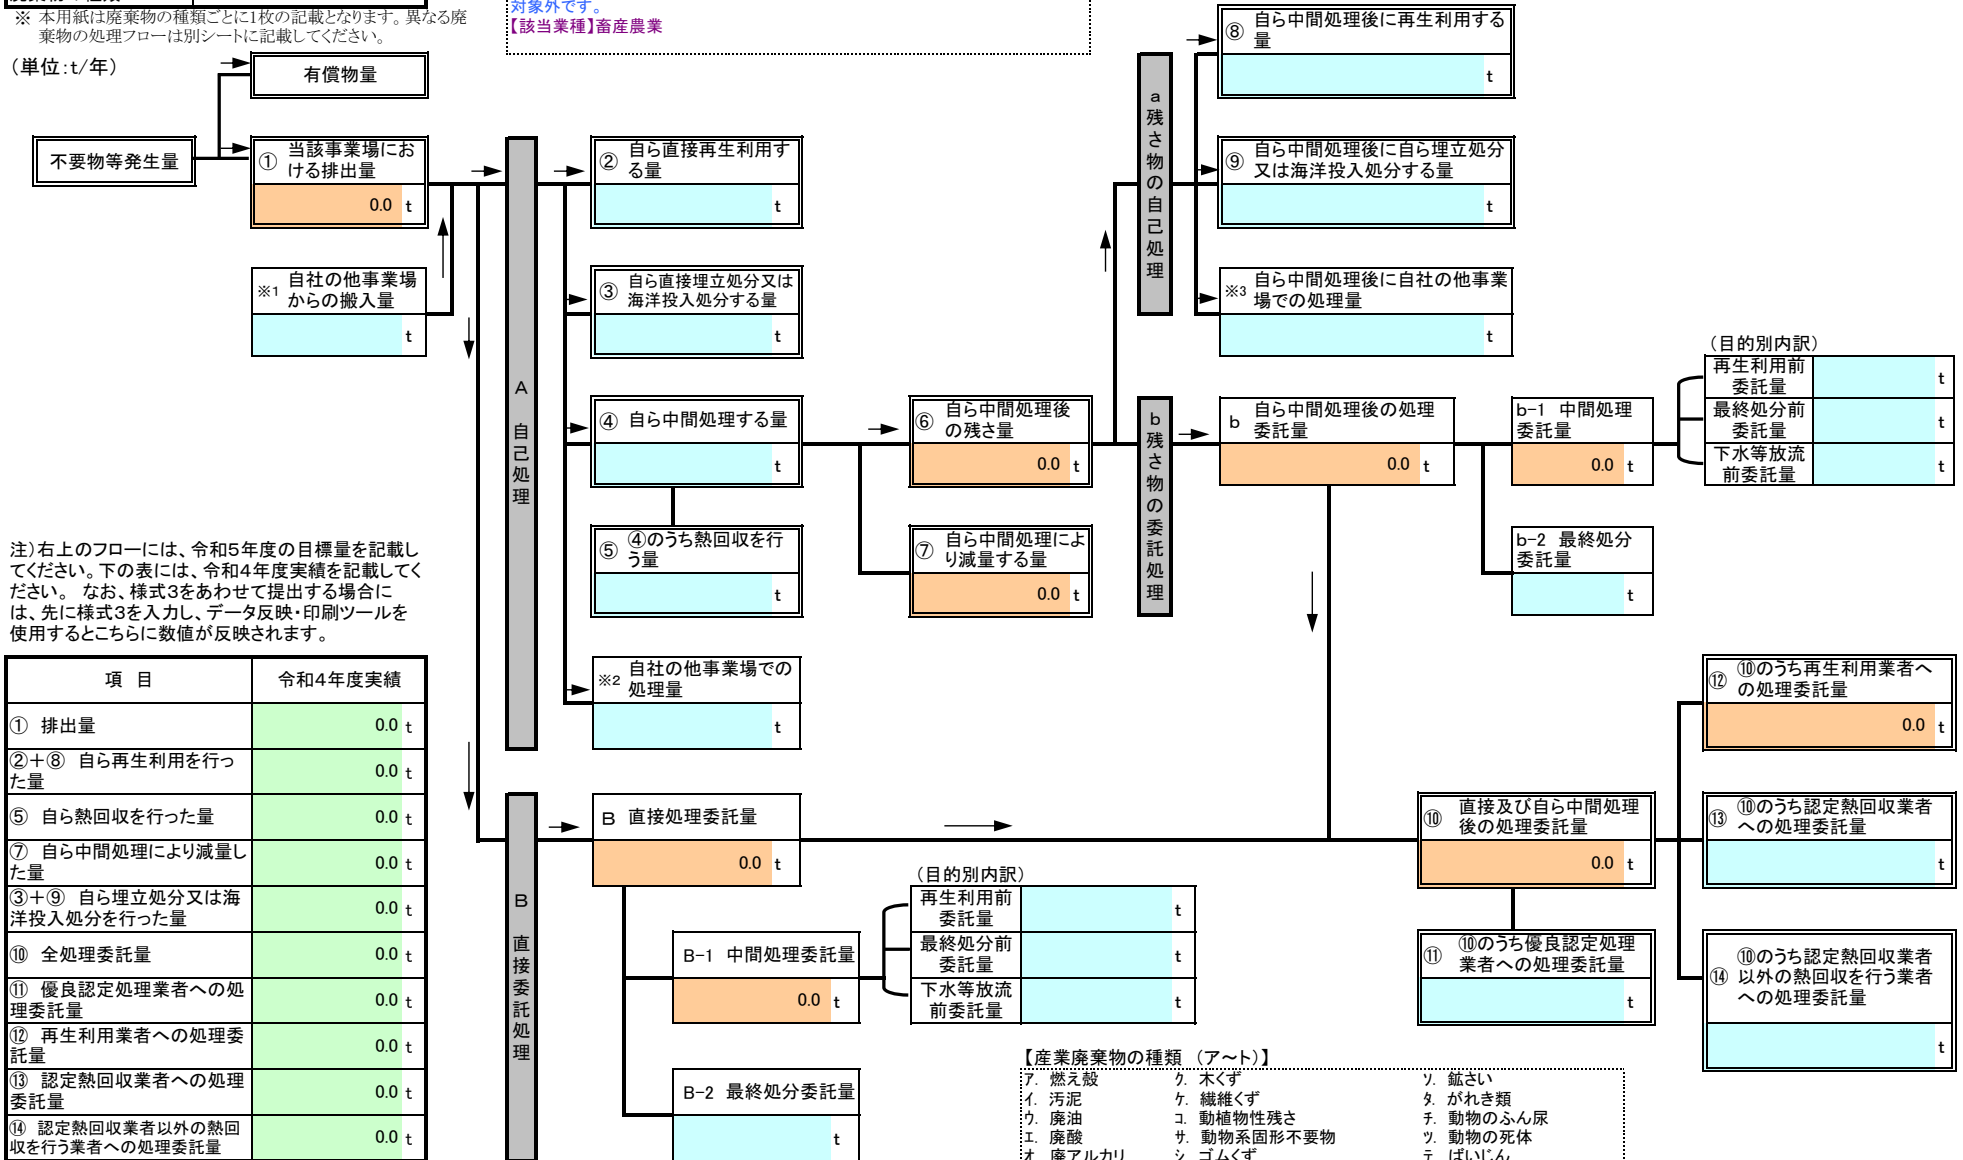 ※ 本用紙は廃棄物の種類ごとに1枚の記載となります。異なる廃
棄物の処理フローは別シートに記載してください。
対象外です。
【該当業種】畜産農業
(単位:t/年)
有償物量
不要物等発生量
① 当該事業場にお
ける排出量
0.0 t
※1 自社の他事業場
からの搬入量
t
A 自己処理
② 自ら直接再生利用す
る量
t
③ 自ら直接埋立処分又は
海洋投入処分する量
t
④ 自ら中間処理する量
t
⑤ ④のうち熱回収を行
う量
t
※2 自社の他事業場での
処理量
t
⑥ 自ら中間処理後
の残さ量
0.0 t
⑦ 自ら中間処理によ
り減量する量
0.0 t
a残さ物の自己処理
⑧ 自ら中間処理後に再生利用する
量
t
⑨ 自ら中間処理後に自ら埋立処分
又は海洋投入処分する量
t
※3 自ら中間処理後に自社の他事業
場での処理量
t
b残さ物の委託処理
b 自ら中間処理後の処理
委託量
0.0 t
b-1 中間処理
委託量
0.0 t
(目的別内訳)
再生利用前
委託量
t
最終処分前
委託量
t
下水等放流
前委託量
t
b-2 最終処分
委託量
t
注)右上のフローには、令和5年度の目標量を記載し
てください。下の表には、令和4年度実績を記載してく
ださい。 なお、様式3をあわせて提出する場合に
は、先に様式3を入力し、データ反映・印刷ツールを
使用するとこちらに数値が反映されます。
項 目 令和4年度実績
① 排出量 0.0 t
②+⑧ 自ら再生利用を行っ
た量 0.0 t
⑤ 自ら熱回収を行った量 0.0 t
⑦ 自ら中間処理により減量し
た量 0.0 t
③+⑨ 自ら埋立処分又は海
洋投入処分を行った量 0.0 t
⑩ 全処理委託量 0.0 t
⑪ 優良認定処理業者への処
理委託量 0.0 t
⑫ 再生利用業者への処理委
託量 0.0 t
⑬ 認定熱回収業者への処理
委託量 0.0 t
⑭ 認定熱回収業者以外の熱回
収を行う業者への処理委託量 0.0 t
B 直接委託処理
B 直接処理委託量
0.0 t
B-1 中間処理委託量
0.0 t
(目的別内訳)
再生利用前
委託量
t
最終処分前
委託量
t
下水等放流
前委託量
t
B-2 最終処分委託量
t
⑩ 直接及び自ら中間処理
後の処理委託量
0.0 t
⑪ ⑩のうち優良認定処理
業者への処理委託量
t
⑫ ⑩のうち再生利用業者へ
の処理委託量
0.0 t
⑬ ⑩のうち認定熱回収業者
への処理委託量
t
⑭ ⑩のうち認定熱回収業者
以外の熱回収を行う業者
への処理委託量
t
【産業廃棄物の種類 (ア~ト)】
ア. 燃え殻 ク. 木くず ソ. 鉱さい
イ. 汚泥 ケ. 繊維くず タ. がれき類
ウ. 廃油 コ. 動植物性残さ チ. 動物のふん尿
エ. 廃酸 サ. 動物系固形不要物 ツ. 動物の死体
オ. 廃アルカリ シ. ゴムくず テ. ばいじん